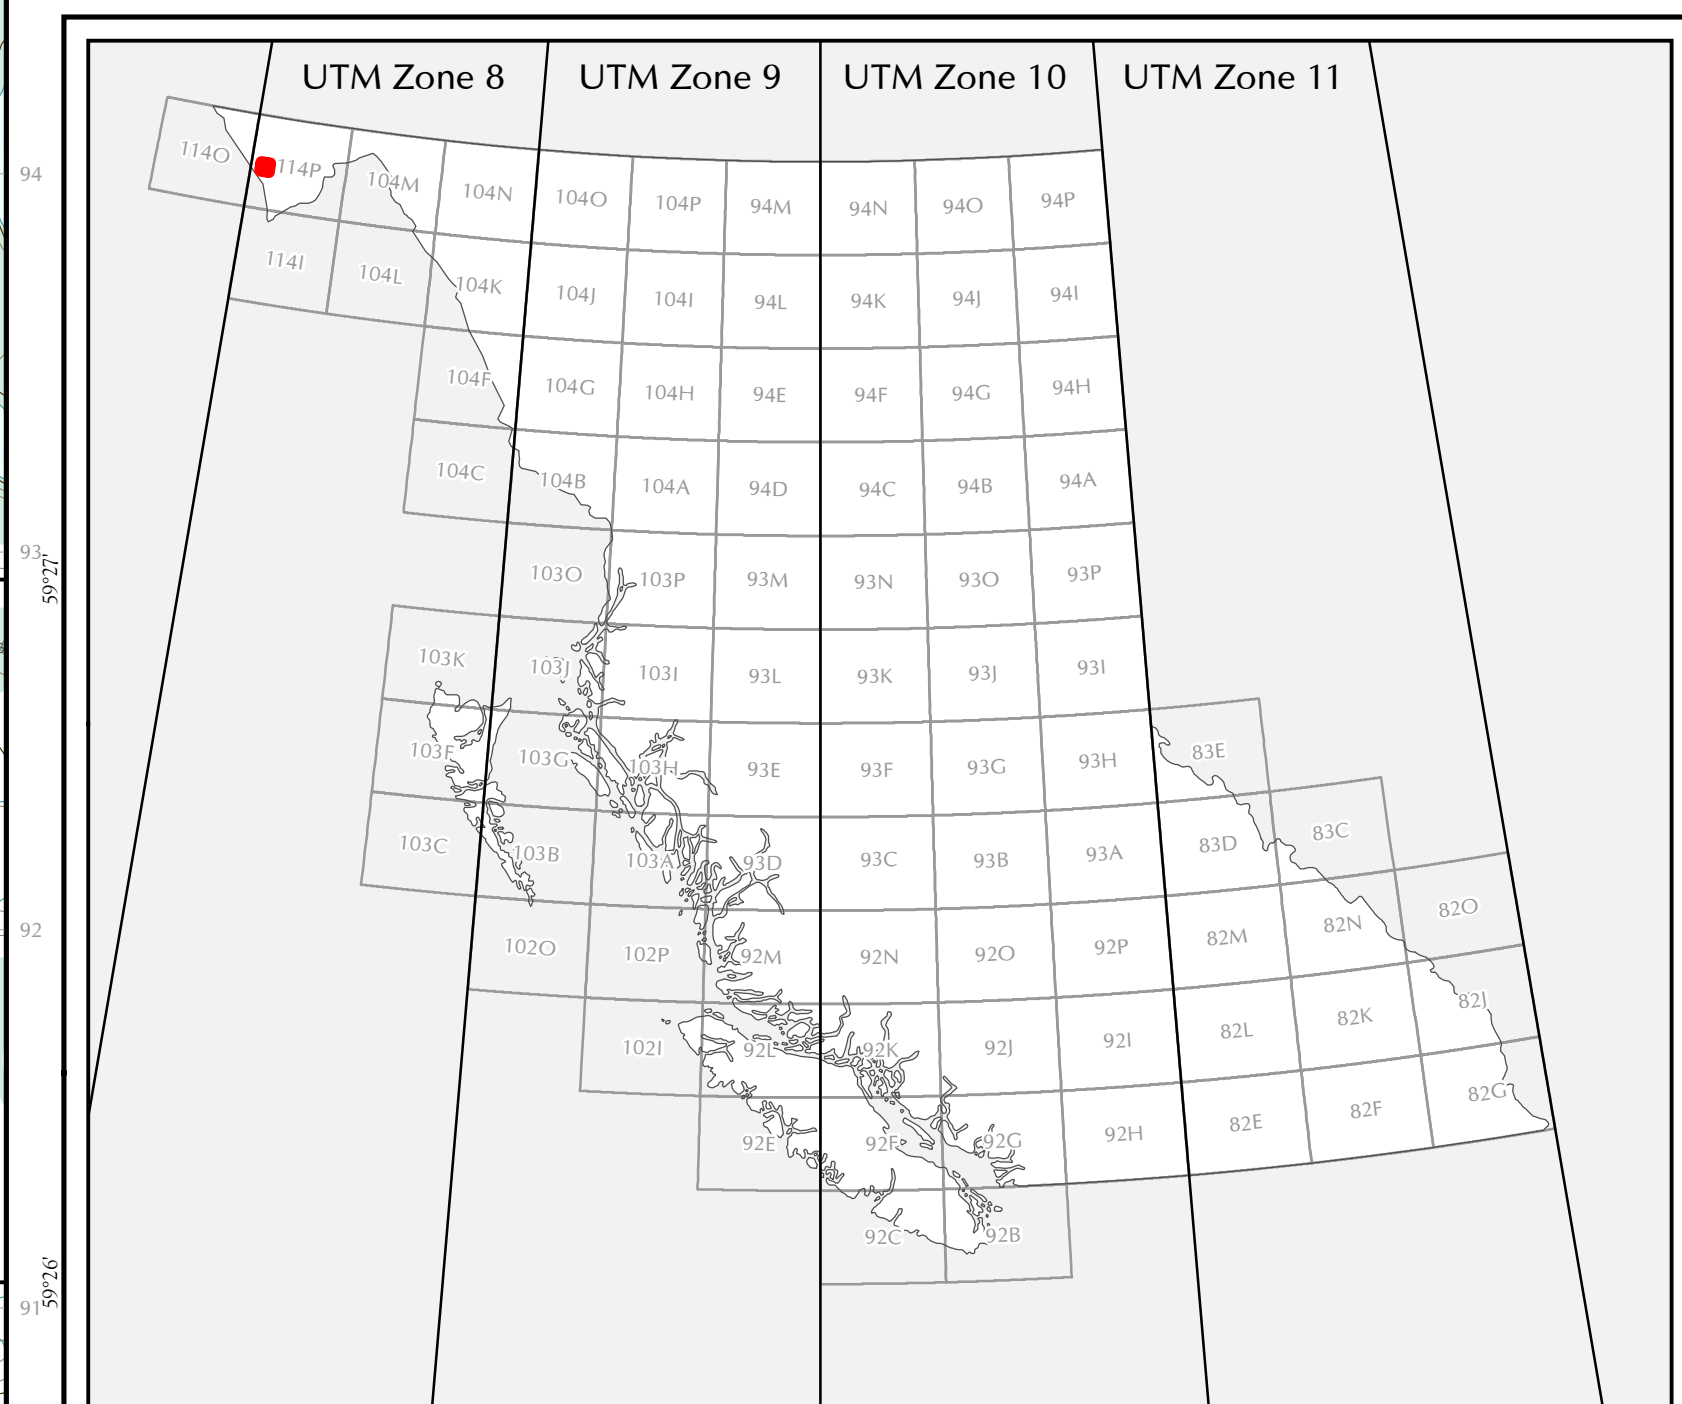 UTM Zone 8 UTM Zone 9 UTM Zone 10 UTM Zone 11
114O 114P 104M 104N 104O 104P 94M 94N 94O 94P
94
114I 104L 104K 104J 104I 94L 94K 94J 94I
104F 104G 104H 94E 94F 94G 94H
104C 104B 104A 94D 94C 94B 94A
93
59°27'
103O 103P 93M 93N 93O 93P
103K 103J 103I 93L 93K 93J 93I
103F 103G 103H 93E 93F 93G 93H 83E
103C 103B 103A 93D 93C 93B 93A 83D 83C
92
102O 102P 92M 92N 92O 92P 82M 82N 82O
102I 92L 92K 92J 92I 82L 82K 82J
92E 92F 92G 92H 82E 82F 82G
92C 92B
59°26'
91